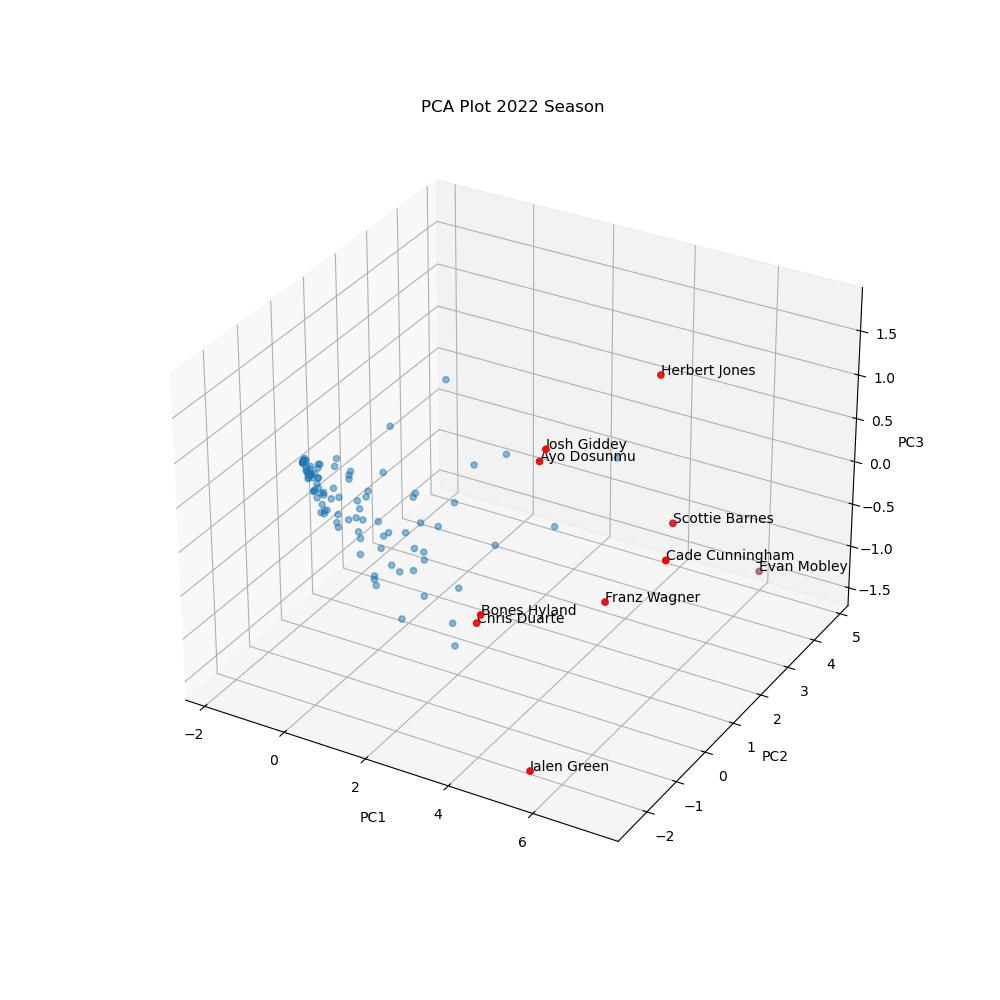 PCA Plot 2022 Season
Herbert Jones
Josh Giddey
Ayo Dosunmu
Scottie Barnes
Cade Cunningham
Evan Mobley
Franz Wagner
Bones Hyland
Chris Duarte
Jalen Green
1.5
1.0
0.5
0.0
−0.5
−1.0
−1.5
PC3
5
4
3
2
1
0
−1
−2
PC2
−2
0
2
4
6
PC1